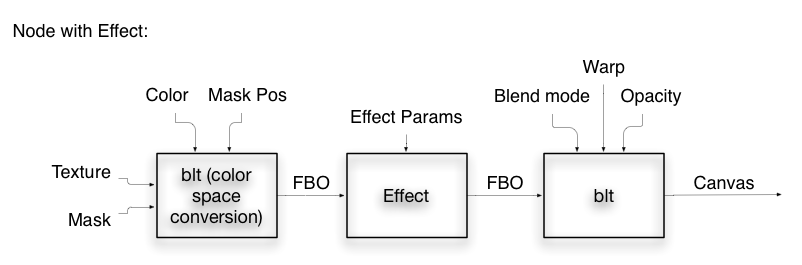 Node with Effect:
Warp
Color
Mask Pos
Blend mode
Opacity
Effect Params
Texture
blt (color
space
conversion)
FBO
Effect
FBO
blt
Canvas
Mask